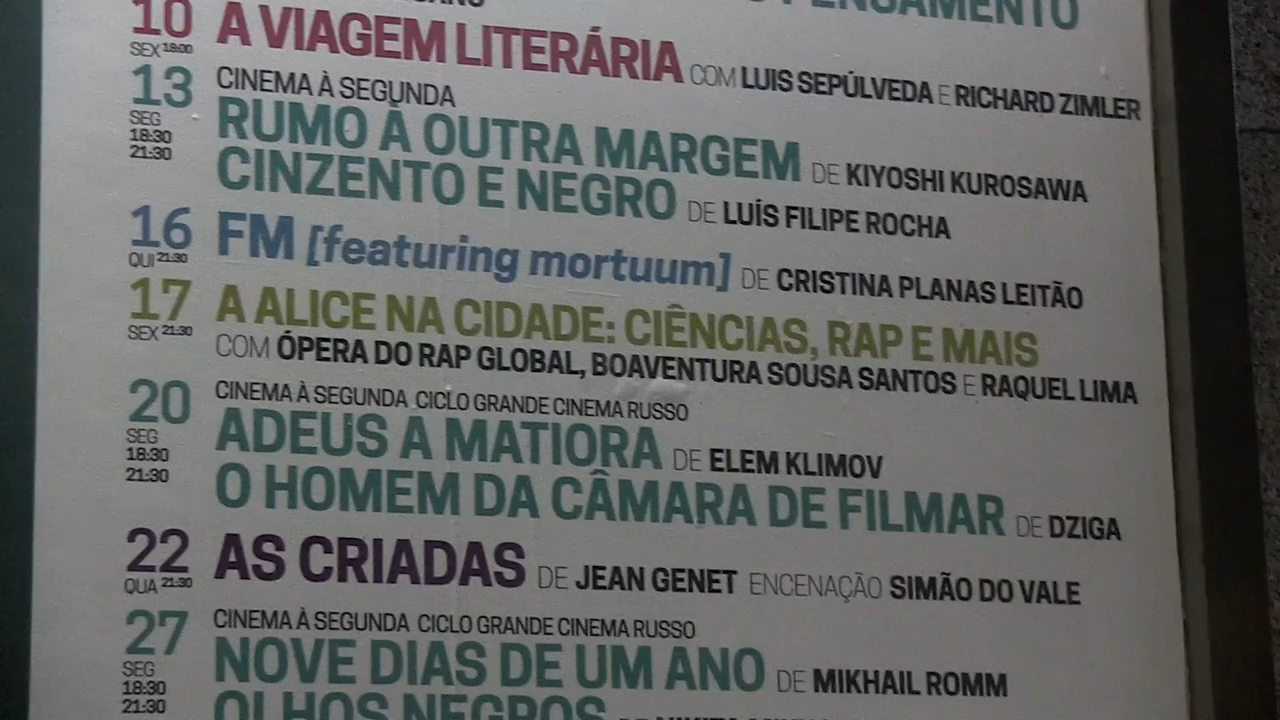 PENSAMENTO
10
SEX 18:00
A VIAGEM LITERÁRIA COM LUIS SEPÚLVEDA E RICHARD ZIMLER
13
SEG
18:30
21:30
CINEMA À SEGUNDA
RUMO À OUTRA MARGEM DE KIYOSHI KUROSAWA
CINZENTO E NEGRO DE LUÍS FILIPE ROCHA
16
QUI 21:30
FM [featuring mortuum] DE CRISTINA PLANAS LEITÃO
17
SEX 21:30
A ALICE NA CIDADE: CIÊNCIAS, RAP E MAIS
COM ÓPERA DO RAP GLOBAL, BOAVENTURA SOUSA SANTOS E RAQUEL LIMA
20
SEG
18:30
21:30
CINEMA À SEGUNDA CICLO GRANDE CINEMA RUSSO
ADEUS A MATIORA DE ELEM KLIMOV
O HOMEM DA CÂMARA DE FILMAR DE DZIGA
22
QUA 21:30
AS CRIADAS DE JEAN GENET ENCENAÇÃO SIMÃO DO VALE
27
SEG
18:30
21:30
CINEMA À SEGUNDA CICLO GRANDE CINEMA RUSSO
NOVE DIAS DE UM ANO DE MIKHAIL ROMM
OLHOS NEGROS